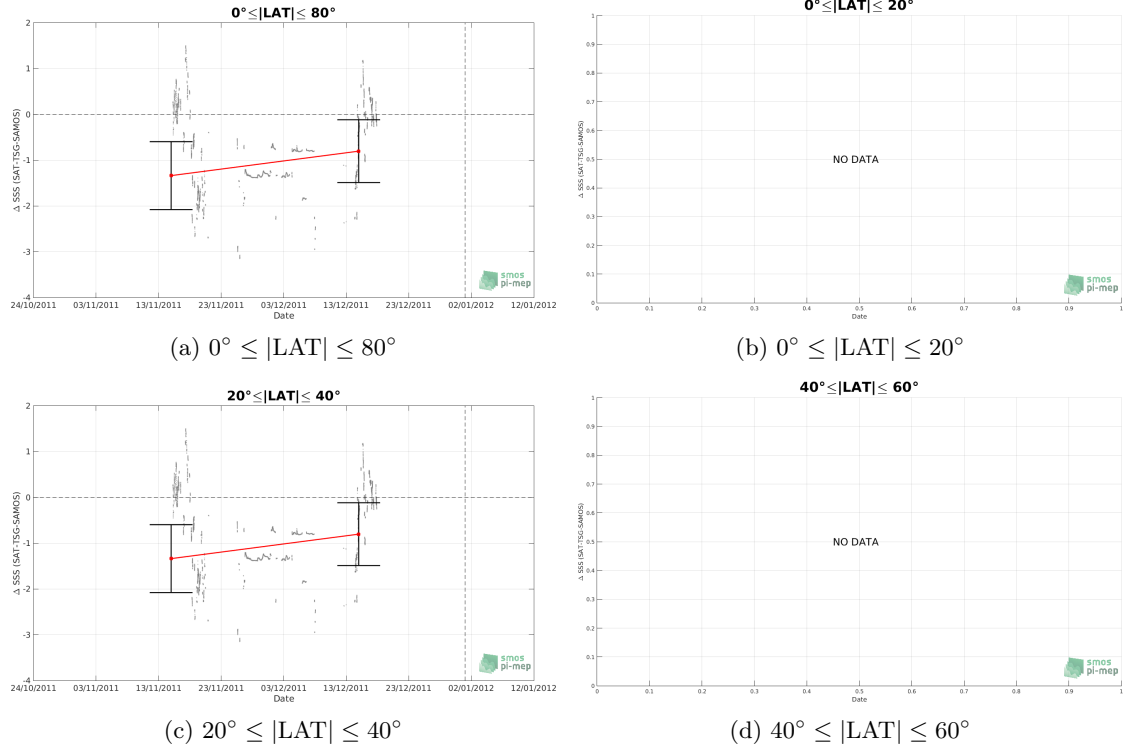 0°≤|LAT|≤ 80°
2
1
0
-1
-2
-3
-4
Δ SSS (SAT-TSG-SAMOS)
24/10/2011 03/11/2011 13/11/2011 23/11/2011 03/12/2011 13/12/2011 23/12/2011 02/01/2012 12/01/2012
Date
smos
pi-mep
(a) 0° ≤ |LAT| ≤ 80°
0°≤|LAT|≤ 20°
1
0.9
0.8
0.7
0.6
0.5
0.4
0.3
0.2
0.1
0
Δ SSS (SAT-TSG-SAMOS)
NO DATA
0 0.1 0.2 0.3 0.4 0.5 0.6 0.7 0.8 0.9 1
Date
smos
pi-mep
(b) 0° ≤ |LAT| ≤ 20°
20°≤|LAT|≤ 40°
2
1
0
-1
-2
-3
-4
Δ SSS (SAT-TSG-SAMOS)
24/10/2011 03/11/2011 13/11/2011 23/11/2011 03/12/2011 13/12/2011 23/12/2011 02/01/2012 12/01/2012
Date
smos
pi-mep
(c) 20° ≤ |LAT| ≤ 40°
40°≤|LAT|≤ 60°
1
0.9
0.8
0.7
0.6
0.5
0.4
0.3
0.2
0.1
0
Δ SSS (SAT-TSG-SAMOS)
NO DATA
0 0.1 0.2 0.3 0.4 0.5 0.6 0.7 0.8 0.9 1
Date
smos
pi-mep
(d) 40° ≤ |LAT| ≤ 60°